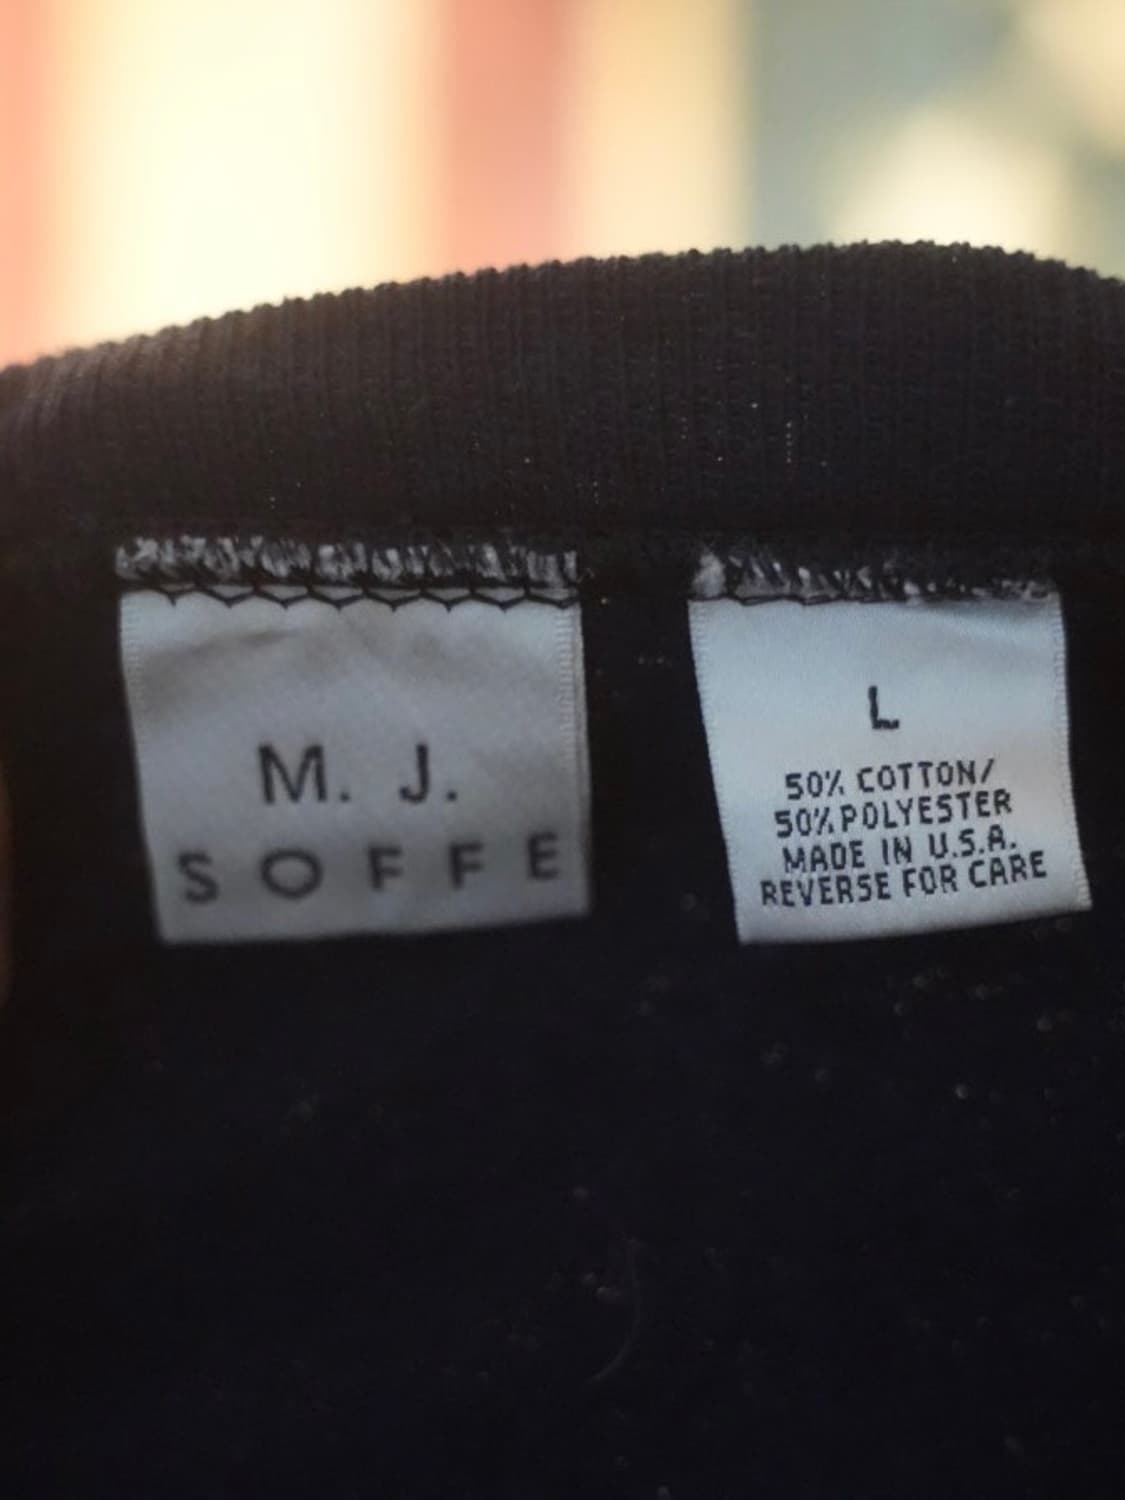 M. J.
SOFFE
L
50% COTTON/
50% POLYESTER
MADE IN U.S.A.
REVERSE FOR CARE